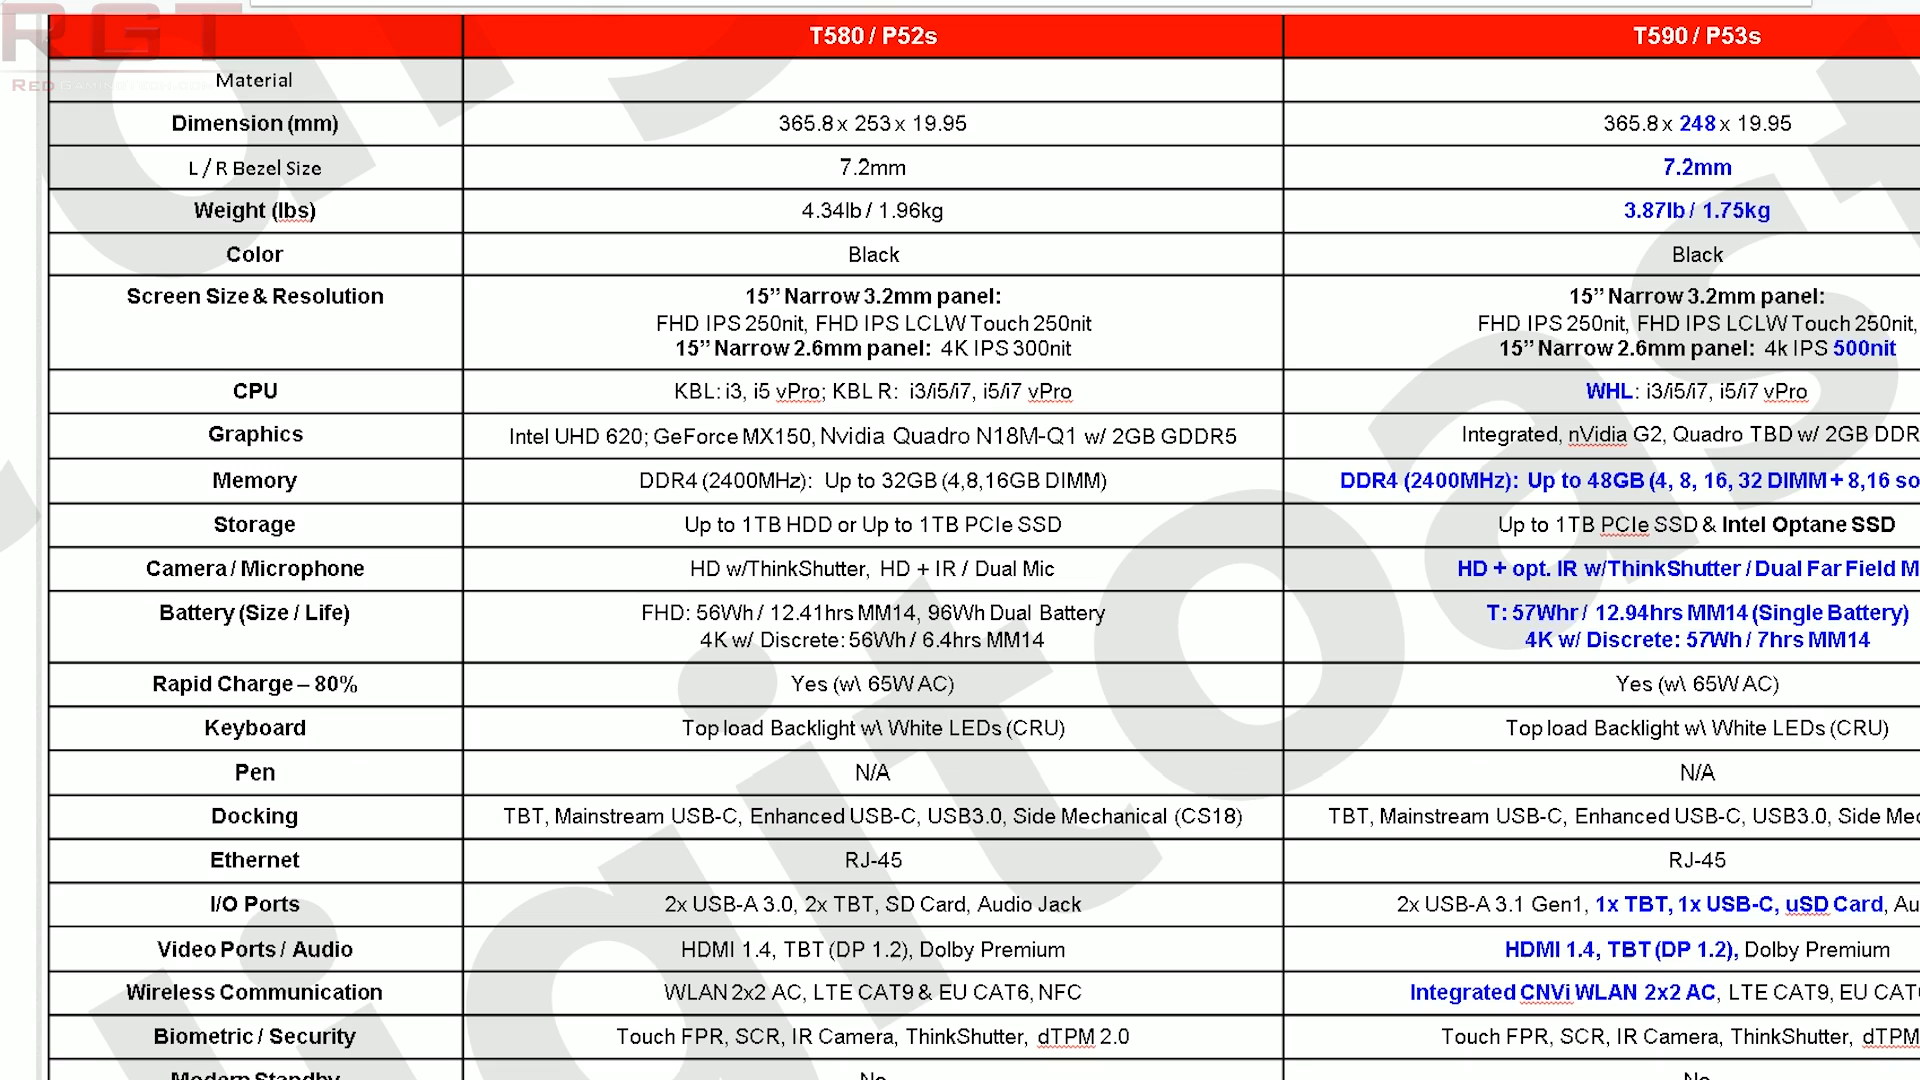 RGT
T580 / P52s T590 / P53s
RedGamingTech.com
Material
Dimension (mm) 365.8 x 253 x 19.95 365.8 x 248 x 19.95
L / R Bezel Size 7.2mm 7.2mm
Weight (lbs) 4.34lb / 1.96kg 3.87lb / 1.75kg
Color Black Black
Screen Size & Resolution 15” Narrow 3.2mm panel: 15” Narrow 3.2mm panel:
FHD IPS 250nit, FHD IPS LCLW Touch 250nit FHD IPS 250nit, FHD IPS LCLW Touch 250nit,
15” Narrow 2.6mm panel: 4K IPS 300nit 15” Narrow 2.6mm panel: 4k IPS 500nit
CPU KBL: i3, i5 vPro; KBL R: i3/i5/i7, i5/i7 vPro WHL: i3/i5/i7, i5/i7 vPro
Graphics Intel UHD 620; GeForce MX150, Nvidia Quadro N18M-Q1 w/ 2GB GDDR5 Integrated, nVidia G2, Quadro TBD w/ 2GB DDR
Memory DDR4 (2400MHz): Up to 32GB (4,8,16GB DIMM) DDR4 (2400MHz): Up to 48GB (4, 8, 16, 32 DIMM + 8,16 so
Storage Up to 1TB HDD or Up to 1TB PCIe SSD Up to 1TB PCIe SSD & Intel Optane SSD
Camera / Microphone HD w/ThinkShutter, HD + IR / Dual Mic HD + opt. IR w/ThinkShutter / Dual Far Field M
Battery (Size / Life) FHD: 56Wh / 12.41hrs MM14, 96Wh Dual Battery T: 57Whr / 12.94hrs MM14 (Single Battery)
4K w/ Discrete: 56Wh / 6.4hrs MM14 4K w/ Discrete: 57Wh / 7hrs MM14
Rapid Charge – 80% Yes (w\ 65W AC) Yes (w\ 65W AC)
Keyboard Top load Backlight w\ White LEDs (CRU) Top load Backlight w\ White LEDs (CRU)
Pen N/A N/A
Docking TBT, Mainstream USB-C, Enhanced USB-C, USB3.0, Side Mechanical (CS18) TBT, Mainstream USB-C, Enhanced USB-C, USB3.0, Side Mec
Ethernet RJ-45 RJ-45
I/O Ports 2x USB-A 3.0, 2x TBT, SD Card, Audio Jack 2x USB-A 3.1 Gen1, 1x TBT, 1x USB-C, uSD Card, Au
Video Ports / Audio HDMI 1.4, TBT (DP 1.2), Dolby Premium HDMI 1.4, TBT (DP 1.2), Dolby Premium
Wireless Communication WLAN 2x2 AC, LTE CAT9 & EU CAT6, NFC Integrated CNVi WLAN 2x2 AC, LTE CAT9, EU CAT
Biometric / Security Touch FPR, SCR, IR Camera, ThinkShutter, dTPM 2.0 Touch FPR, SCR, IR Camera, ThinkShutter, dTPM
Modern Standby No No